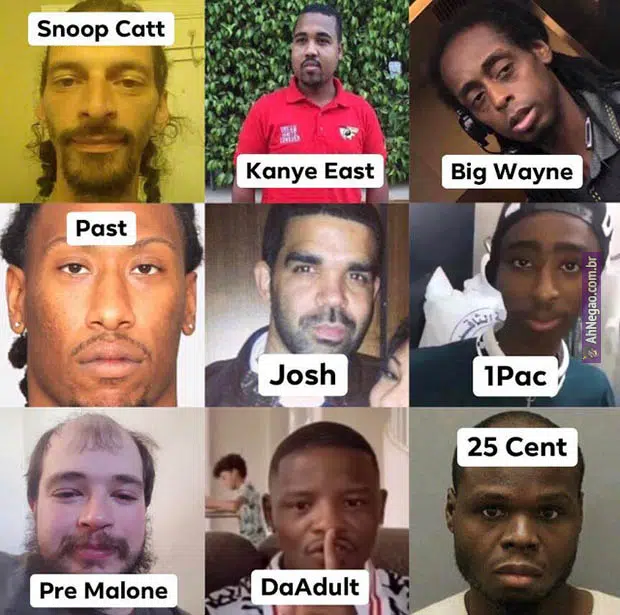 Snoop Catt
Kanye East
Big Wayne
Past
Josh
1Pac
AhNegao.com.br
Pre Malone
DaAdult
25 Cent